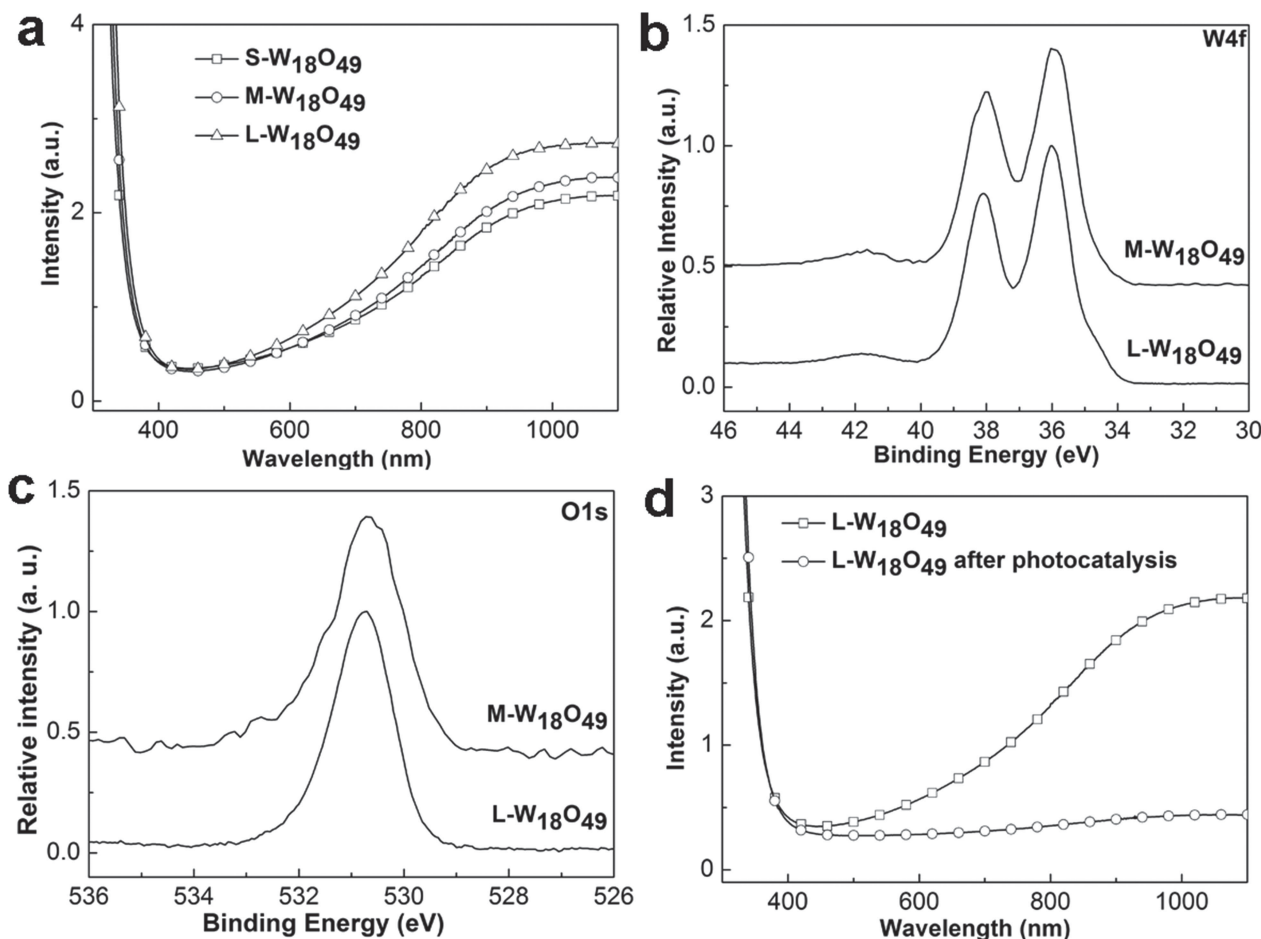 a
4
2
0
Intensity (a.u.)
S-W18O49
M-W18O49
L-W18O49
400 600 800 1000
Wavelength (nm)
b
W4f
1.5
1.0
0.5
0.0
Relative Intensity (a.u.)
M-W18O49
L-W18O49
46 44 42 40 38 36 34 32 30
Binding Energy (eV)
c
O1s
1.5
1.0
0.5
0.0
Relative intensity (a. u.)
M-W18O49
L-W18O49
536 534 532 530 528 526
Binding Energy (eV)
d
3
2
1
0
Intensity (a.u.)
L-W18O49
L-W18O49 after photocatalysis
400 600 800 1000
Wavelength (nm)